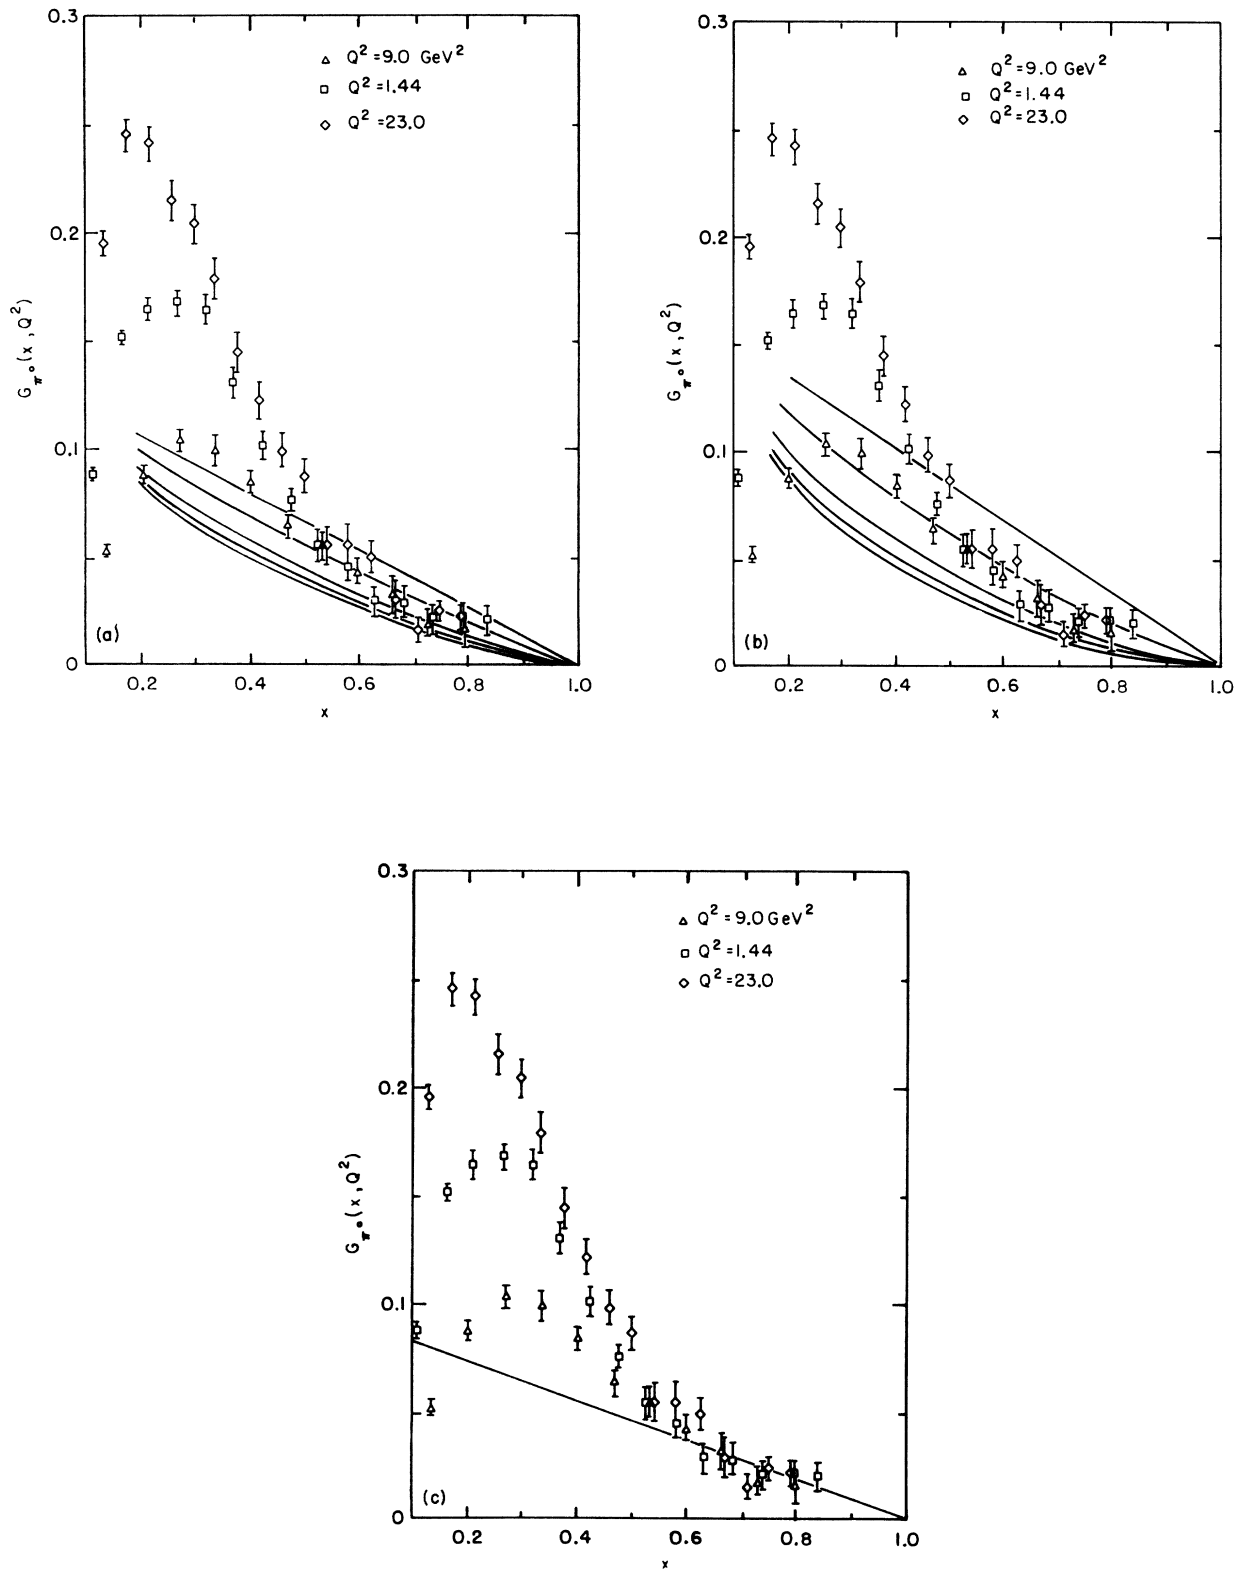 0.3
△ Q² = 9.0 GeV²
□ Q² = 1.44
◇ Q² = 23.0
0.2
G_π°(x, Q²)
0.1
(a)
0
0.2 0.4 0.6 0.8 1.0
x
0.3
△ Q² = 9.0 GeV²
□ Q² = 1.44
◇ Q² = 23.0
0.2
G_π°(x, Q²)
0.1
(b)
0
0.2 0.4 0.6 0.8 1.0
x
0.3
△ Q² = 9.0 GeV²
□ Q² = 1.44
◇ Q² = 23.0
0.2
G_π°(x, Q²)
0.1
(c)
0
0.2 0.4 0.6 0.8 1.0
x